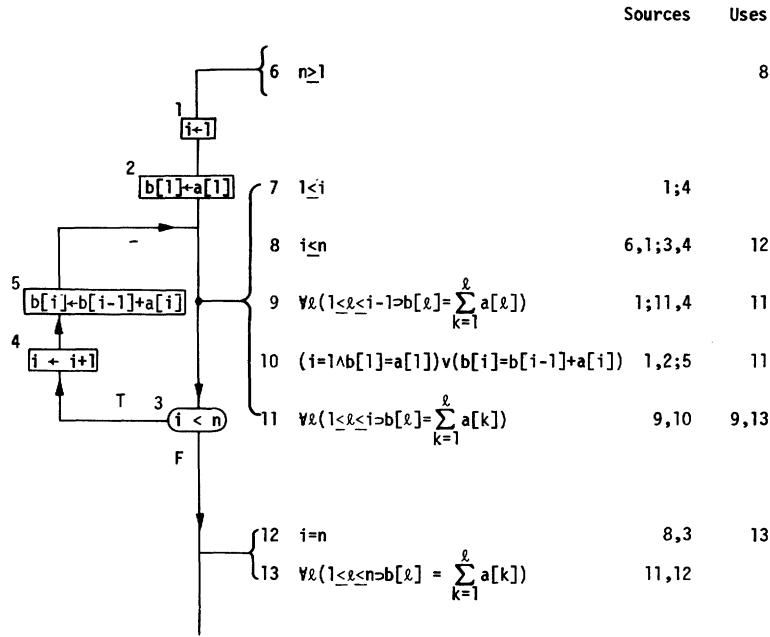 Sources Uses
6 n≥1 8
1
i←1
2
b[1]←a[1]
7 1≤i 1;4
8 i≤n 6,1;3,4 12
5
b[i]←b[i-1]+a[i]
9 ∀ℓ(1≤ℓ≤i-1⊃b[ℓ]=∑_{k=1}^{ℓ} a[ℓ]) 1;11,4 11
4
i ← i+1
10 (i=1∧b[1]=a[1])∨(b[i]=b[i-1]+a[i]) 1,2;5 11
T 3
i < n
11 ∀ℓ(1≤ℓ≤i⊃b[ℓ]=∑_{k=1}^{ℓ} a[k]) 9,10 9,13
F
12 i=n 8,3 13
13 ∀ℓ(1≤ℓ≤n⊃b[ℓ] = ∑_{k=1}^{ℓ} a[k]) 11,12